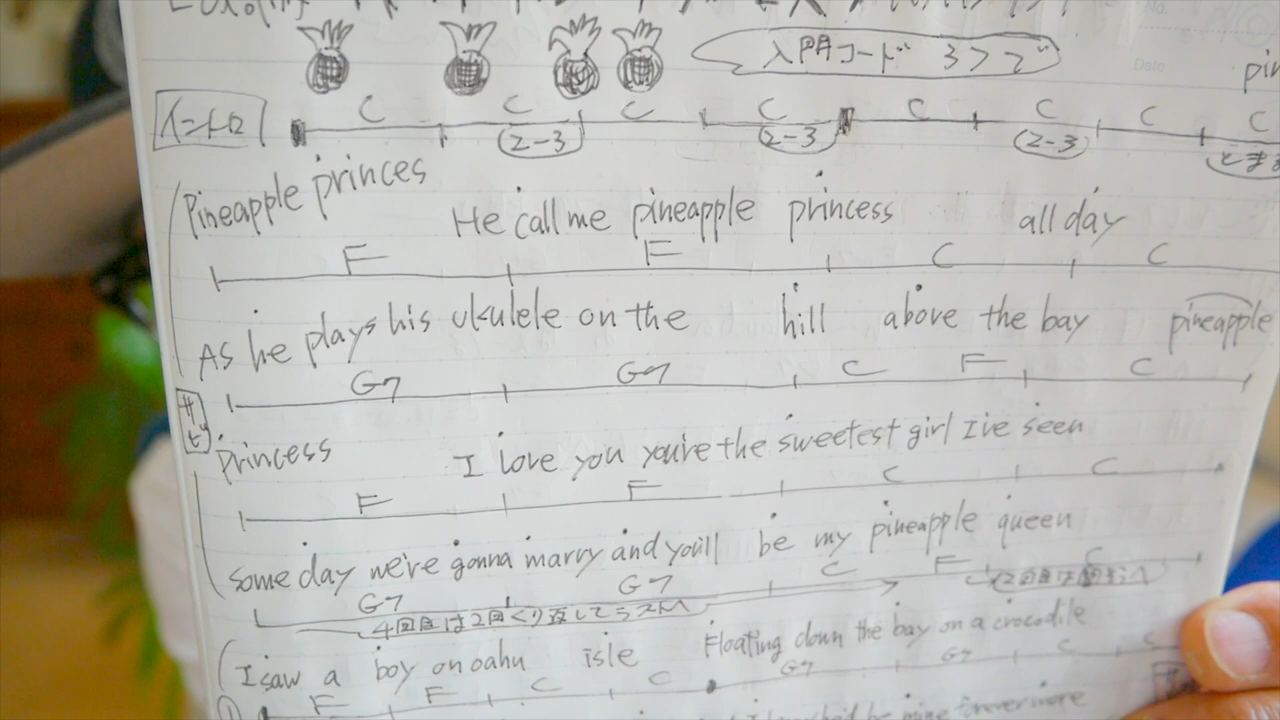 No.
入門コード 3つで
Date
C C C C C C C C
イントロ
2-3 2-3 2-3
Pineapple princes
He call me pineapple princess all day
F F C C
As he plays his ukulele on the hill above the bay pineapple
G7 G7 C F C
サビ
Princess I love you you're the sweetest girl I've seen
F F C C
some day we're gonna marry and you'll be my pineapple queen
G7 G7 C F C
4回目は2回くり返してラストへ
I saw a boy on oahu isle Floating down the bay on a crocodile
F F C C G7 G7 C C